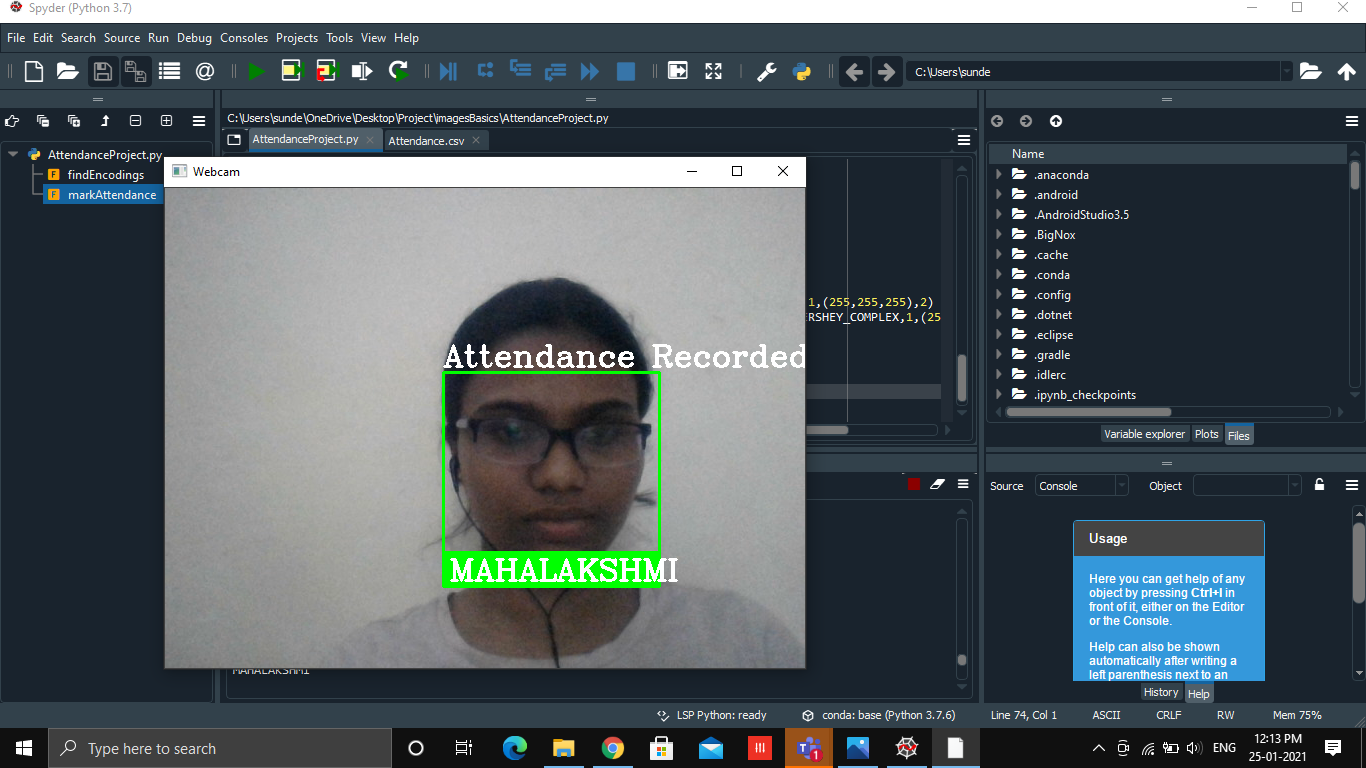 Spyder (Python 3.7)
File Edit Search Source Run Debug Consoles Projects Tools View Help
C:\Users\sunde
C:\Users\sunde\OneDrive\Desktop\Project\imagesBasics\AttendanceProject.py
AttendanceProject.py
Attendance.csv
AttendanceProject.py
findEncodings
markAttendance
Webcam
Attendance Recorded
MAHALAKSHMI
1,(255,255,255),2)
ERSHEY_COMPLEX,1,(25
MAHALAKSHMI
Name
.anaconda
.android
.AndroidStudio3.5
.BigNox
.cache
.conda
.config
.dotnet
.eclipse
.gradle
.idlerc
.ipynb_checkpoints
Variable explorer Plots Files
Source Console Object
Usage
Here you can get help of any
object by pressing Ctrl+I in
front of it, either on the Editor
or the Console.
Help can also be shown
automatically after writing a
left parenthesis next to an
History Help
LSP Python: ready conda: base (Python 3.7.6) Line 74, Col 1 ASCII CRLF RW Mem 75%
Type here to search
1
ENG
12:13 PM
25-01-2021